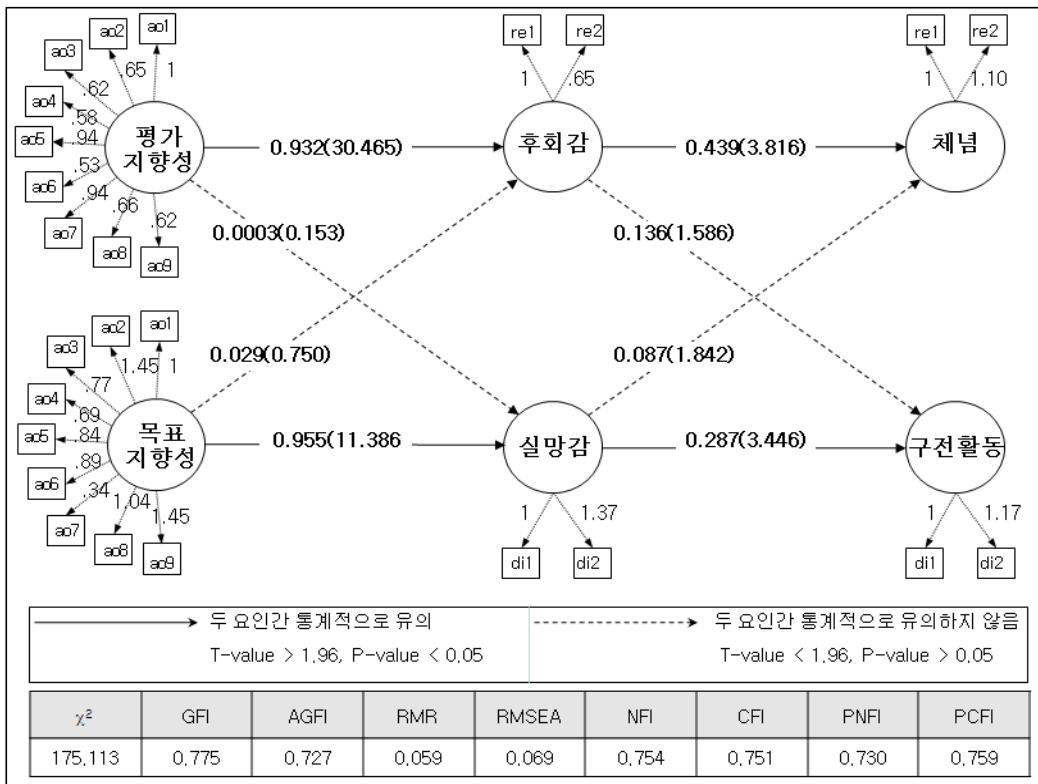 ao1
ao2
ao3
ao4
ao5
ao6
ao7
ao8
ao9
1
.65
.62
.58
.94
.53
.94
.66
.62
평가
지향성
0.932(30.465)
re1
re2
1
.65
후회감
0.439(3.816)
re1
re2
1
1.10
체념
0.0003(0.153)
0.136(1.586)
0.029(0.750)
0.087(1.842)
ao1
ao2
ao3
ao4
ao5
ao6
ao7
ao8
ao9
1
1.45
.77
.69
.84
.89
.34
1.04
1.45
목표
지향성
0.955(11.386
실망감
1
1.37
di1
di2
0.287(3.446)
구전활동
1
1.17
di1
di2
두 요인간 통계적으로 유의
T-value > 1.96, P-value < 0.05
두 요인간 통계적으로 유의하지 않음
T-value < 1.96, P-value > 0.05
χ² GFI AGFI RMR RMSEA NFI CFI PNFI PCFI
175.113 0.775 0.727 0.059 0.069 0.754 0.751 0.730 0.759